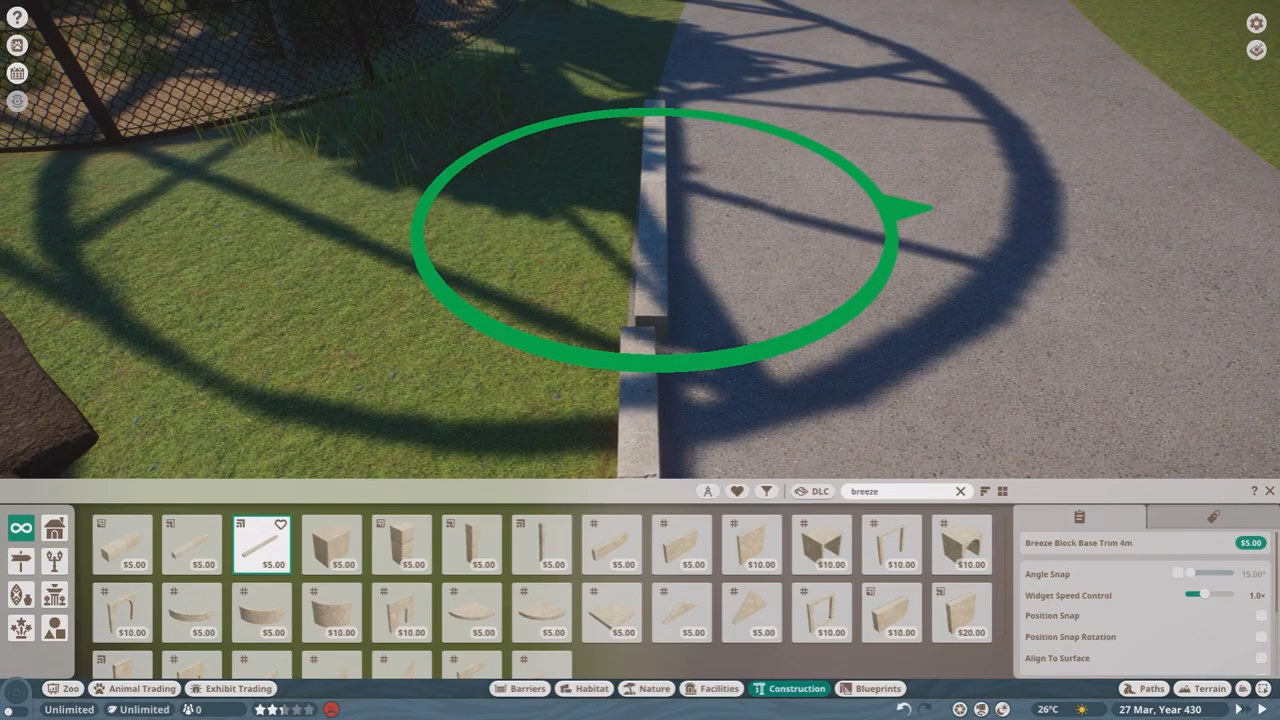 ?
DLC breeze ? ×
$5.00 $5.00 $5.00 $5.00 $5.00 $5.00 $5.00 $5.00 $5.00 $10.00 $10.00 $10.00 $10.00
$10.00 $5.00 $5.00 $10.00 $10.00 $5.00 $5.00 $5.00 $5.00 $5.00 $10.00 $10.00 $20.00
Breeze Block Base Trim 4m $5.00
Angle Snap 15.00°
Widget Speed Control 1.0×
Position Snap
Position Snap Rotation
Align To Surface
Zoo Animal Trading Exhibit Trading Barriers Habitat Nature Facilities Construction Blueprints Paths Terrain
Unlimited Unlimited 0 26°C 27 Mar, Year 430